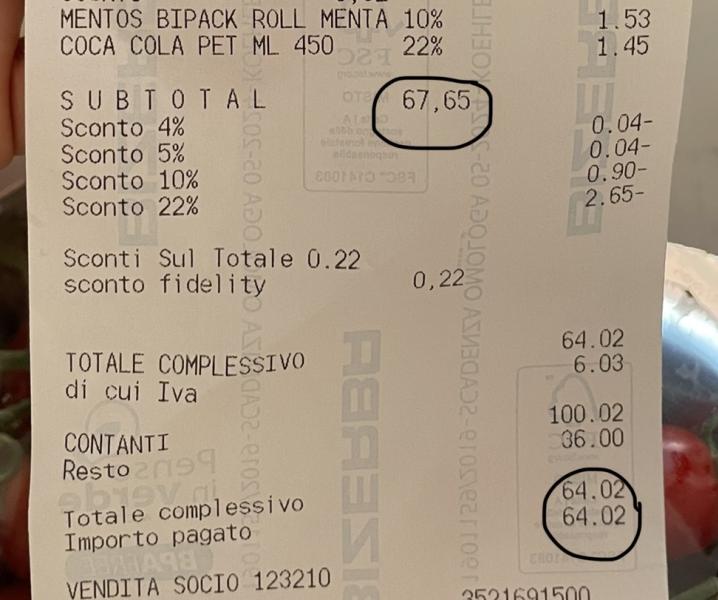 MENTOS BIPACK ROLL MENTA 10% 1.53
COCA COLA PET ML 450 22% 1.45
SUBTOTAL 67,65
Sconto 4% 0.04-
Sconto 5% 0.04-
Sconto 10% 0.90-
Sconto 22% 2.65-
Sconti Sul Totale 0.22
sconto fidelity 0,22
TOTALE COMPLESSIVO 64.02
di cui Iva 6.03
CONTANTI 100.02
Resto 36.00
Totale complessivo 64.02
Importo pagato 64.02
VENDITA SOCIO 123210 3521691500
BIZERBA